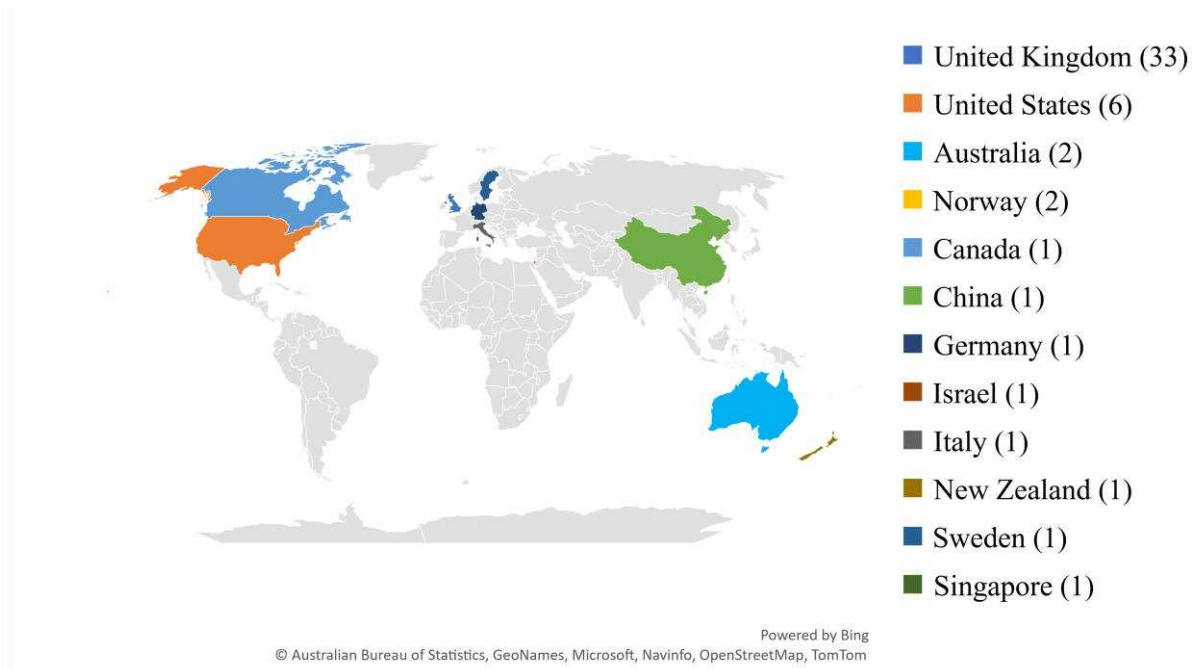 United Kingdom (33)
United States (6)
Australia (2)
Norway (2)
Canada (1)
China (1)
Germany (1)
Israel (1)
Italy (1)
New Zealand (1)
Sweden (1)
Singapore (1)
Powered by Bing
© Australian Bureau of Statistics, GeoNames, Microsoft, Navinfo, OpenStreetMap, TomTom